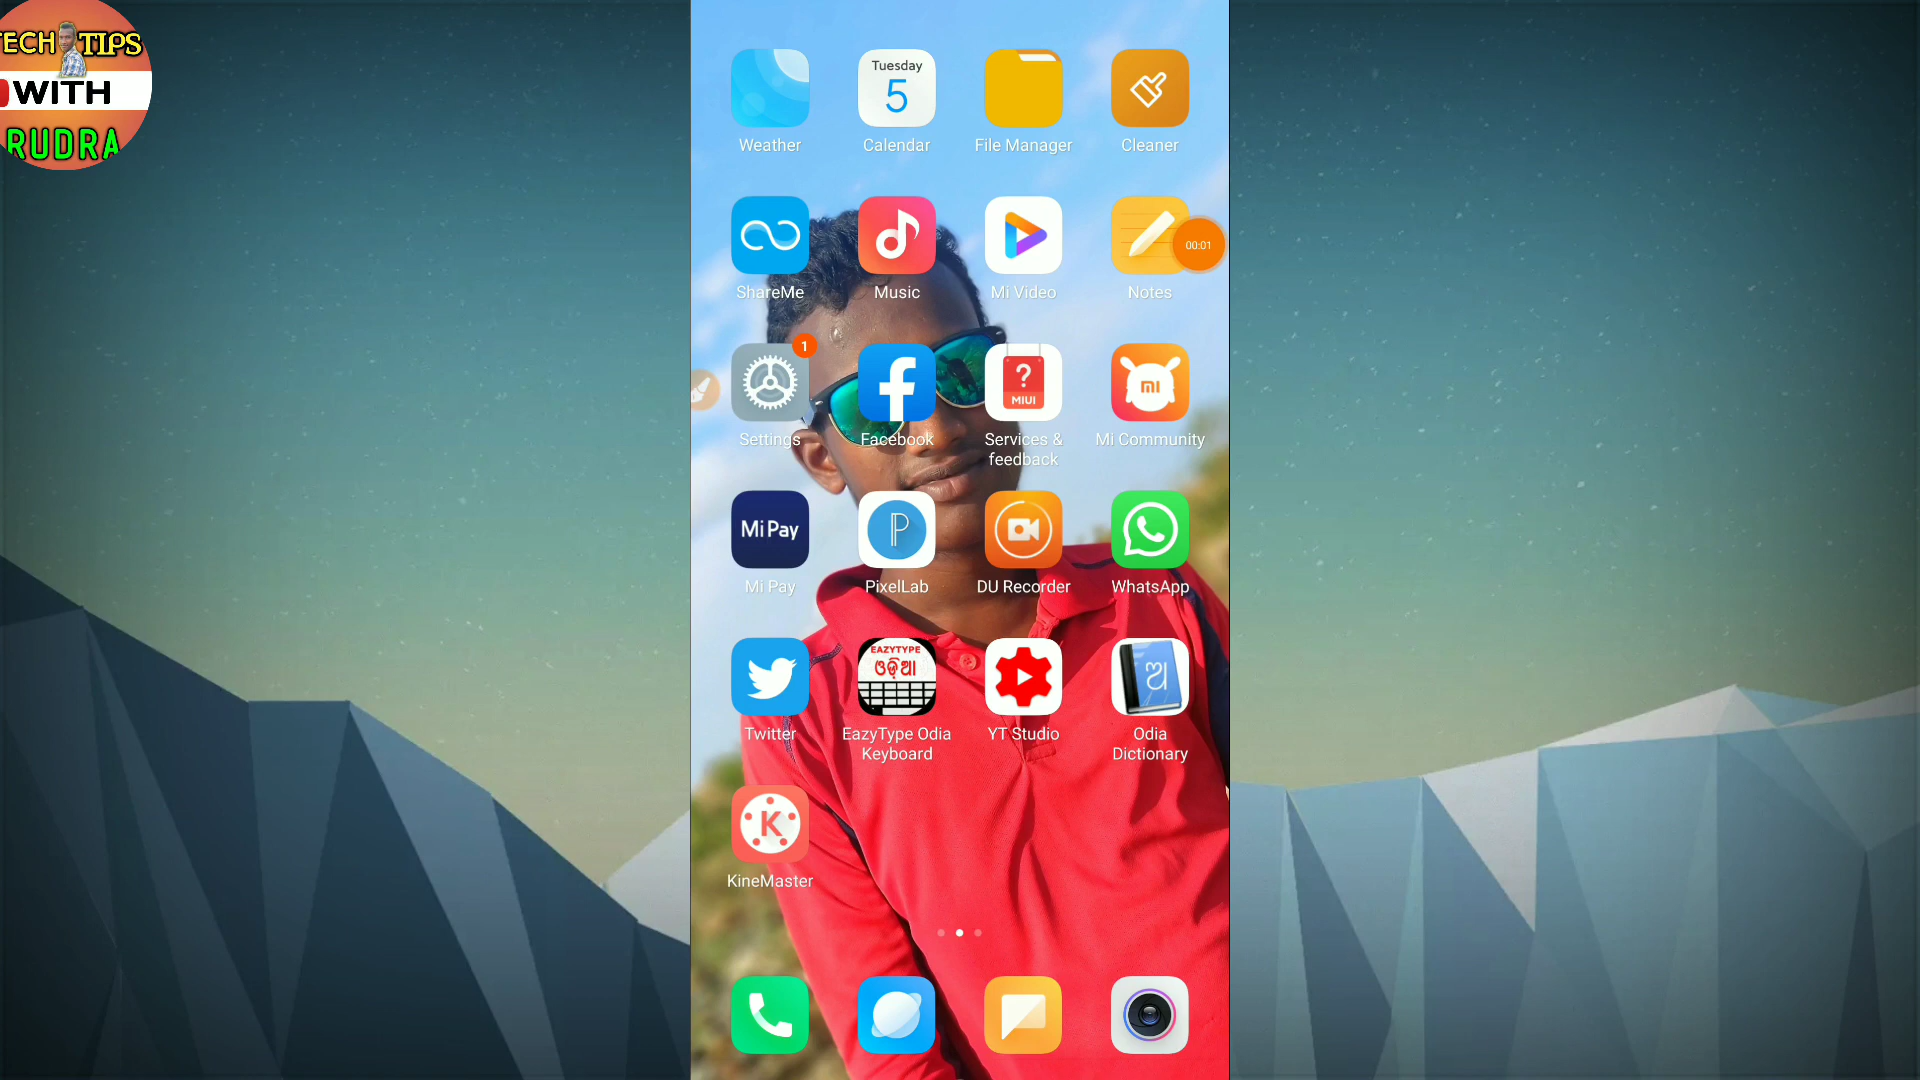 TECH TIPS
WITH
RUDRA
Tuesday
5
Weather
Calendar
File Manager
Cleaner
00:01
ShareMe
Music
Mi Video
Notes
1
?
MIUI
mi
Settings
Facebook
Services &
feedback
Mi Community
Mi Pay
P
Mi Pay
PixelLab
DU Recorder
WhatsApp
EAZYTYPE
ଓଡ଼ିଆ
ଅ
Twitter
EazyType Odia
Keyboard
YT Studio
Odia
Dictionary
K
KineMaster